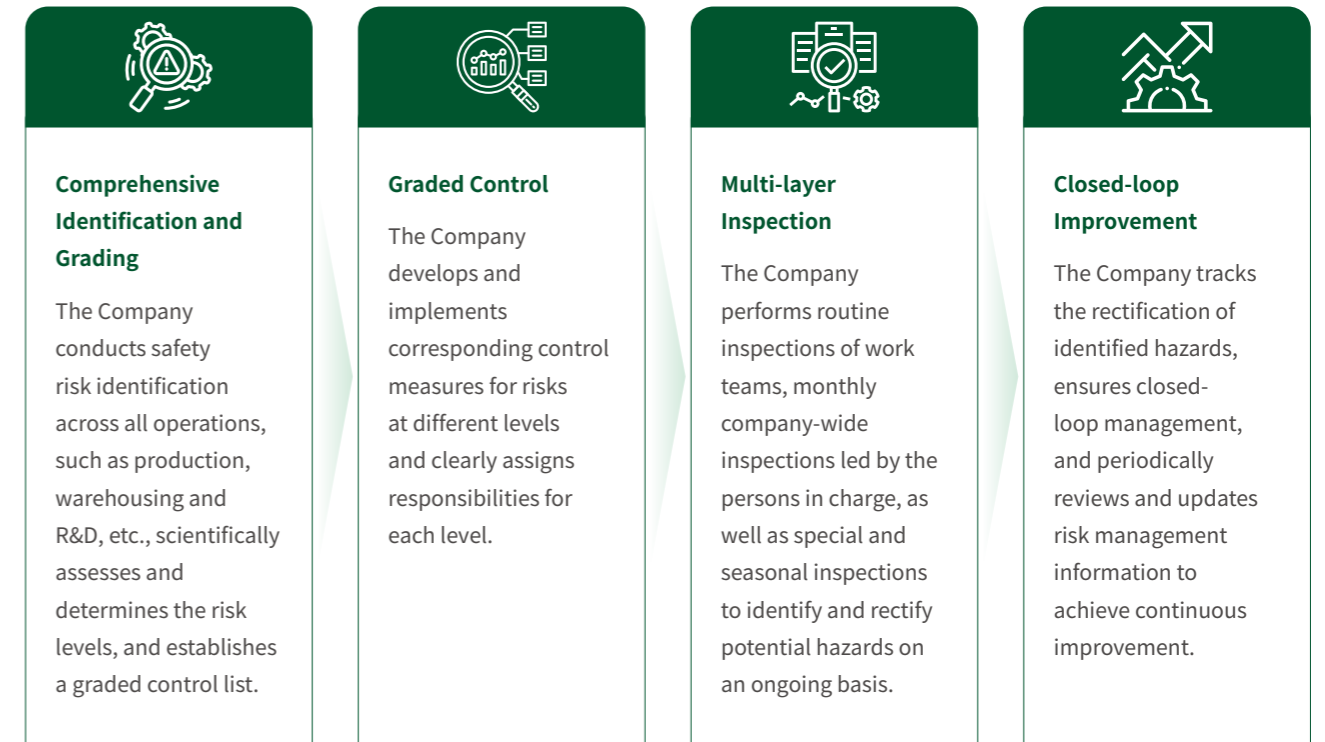 Comprehensive
Identification and
Grading
The Company
conducts safety
risk identification
across all operations,
such as production,
warehousing and
R&D, etc., scientifically
assesses and
determines the risk
levels, and establishes
a graded control list.
Graded Control
The Company
develops and
implements
corresponding control
measures for risks
at different levels
and clearly assigns
responsibilities for
each level.
Multi-layer
Inspection
The Company
performs routine
inspections of work
teams, monthly
company-wide
inspections led by the
persons in charge, as
well as special and
seasonal inspections
to identify and rectify
potential hazards on
an ongoing basis.
Closed-loop
Improvement
The Company tracks
the rectification of
identified hazards,
ensures closed-
loop management,
and periodically
reviews and updates
risk management
information to
achieve continuous
improvement.